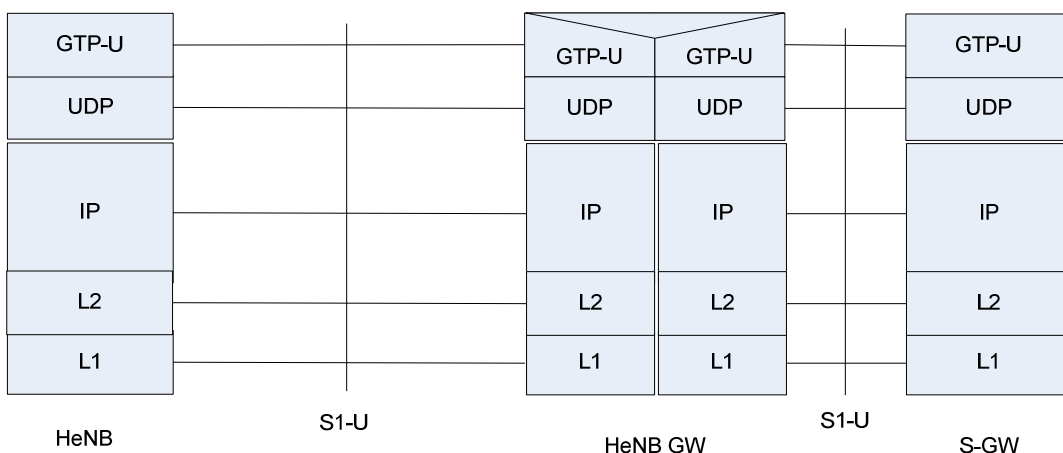 GTP-U GTP-U GTP-U GTP-U
UDP UDP UDP UDP
IP IP IP IP
L2 L2 L2 L2
L1 L1 L1 L1
S1-U S1-U
HeNB HeNB GW S-GW